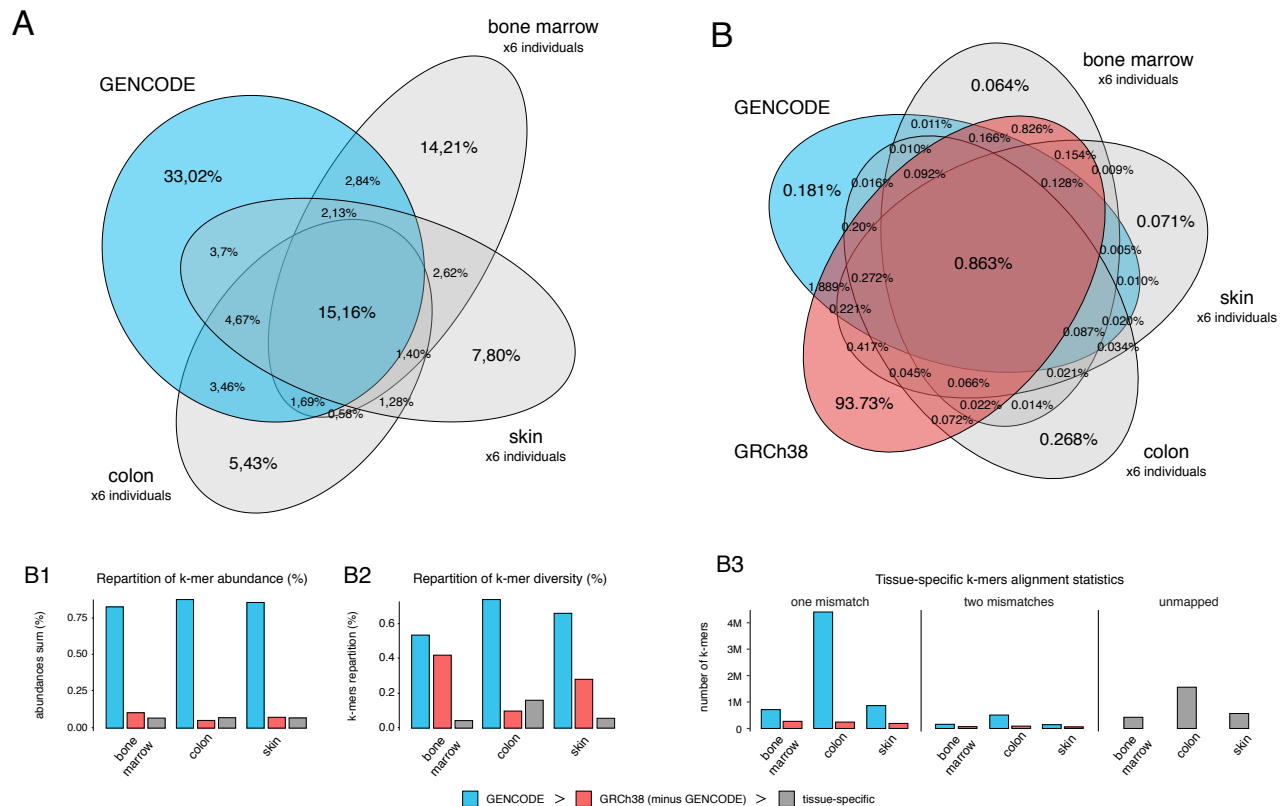 A
bone marrow
x6 individuals
GENCODE
14,21%
33,02%
2,84%
2,13%
3,7%
2,62%
15,16%
4,67%
1,40%
7,80%
3,46%
1,69%
0,58%
1,28%
skin
x6 individuals
5,43%
colon
x6 individuals
B
bone marrow
x6 individuals
GENCODE
0.064%
0.011%
0.166%
0.826%
0.010%
0.154%
0.009%
0.092%
0.016%
0.128%
0.181%
0.071%
0.20%
0.005%
0.863%
0.272%
0.010%
1.889%
0.221%
skin
x6 individuals
0.020%
0.087%
0.034%
0.417%
0.045%
0.021%
0.066%
93.73%
0.022%
0.014%
0.072%
0.268%
GRCh38
colon
x6 individuals
B1
Repartition of k-mer abundance (%)
abundances sum (%)
0.75
0.50
0.25
0.00
bone
marrow
colon
skin
B2
Repartition of k-mer diversity (%)
k-mers repartition (%)
0.6
0.4
0.2
0.0
bone
marrow
colon
skin
B3
Tissue-specific k-mers alignment statistics
one mismatch
two mismatches
unmapped
number of k-mers
4M
3M
2M
1M
0
bone
marrow
colon
skin
bone
marrow
colon
skin
bone
marrow
colon
skin
GENCODE > GRCh38 (minus GENCODE) > tissue-specific